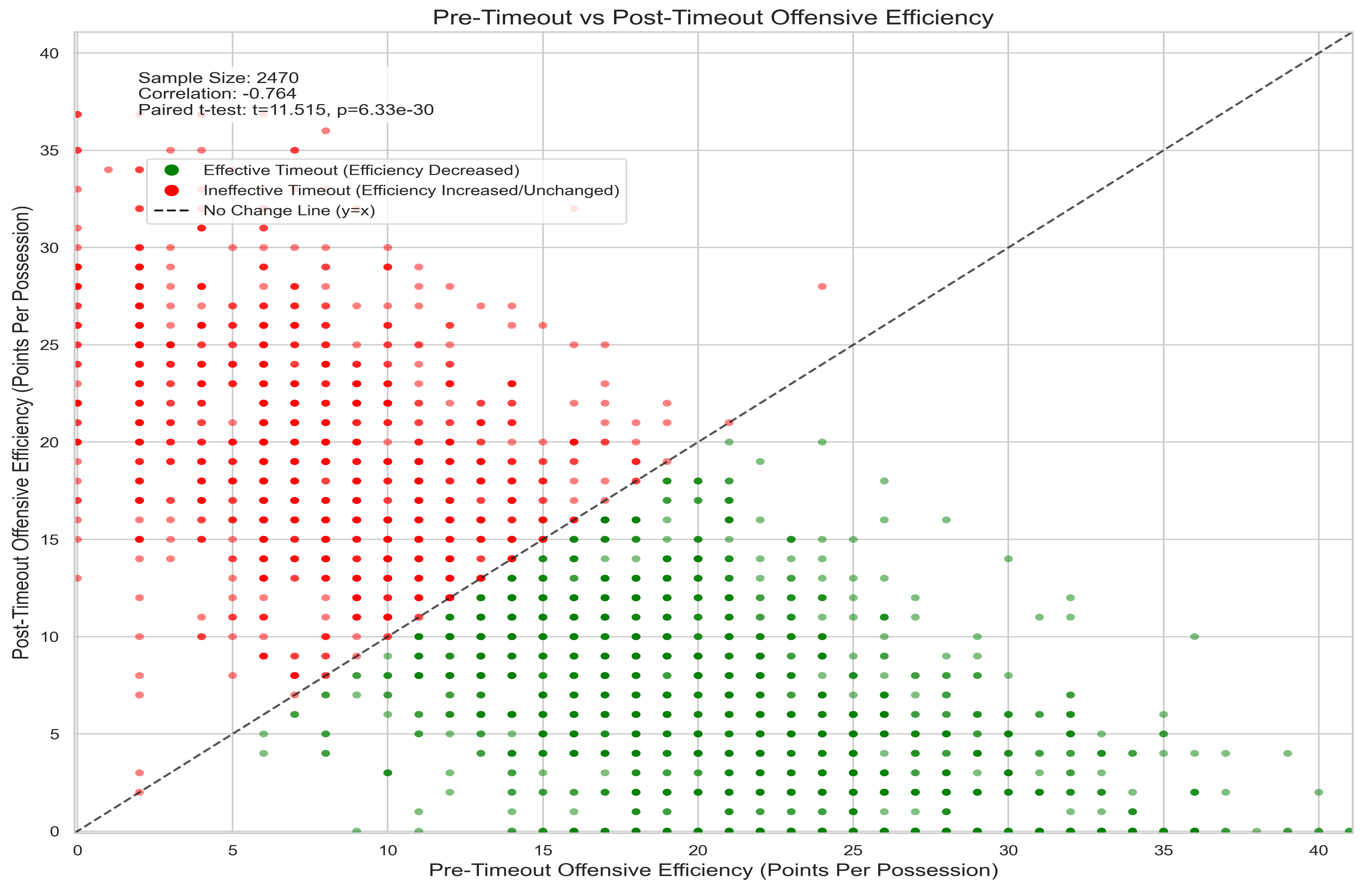 Pre-Timeout vs Post-Timeout Offensive Efficiency
Sample Size: 2470
Correlation: -0.764
Paired t-test: t=11.515, p=6.33e-30
Effective Timeout (Efficiency Decreased)
Ineffective Timeout (Efficiency Increased/Unchanged)
No Change Line (y=x)
Post-Timeout Offensive Efficiency (Points Per Possession)
40
35
30
25
20
15
10
5
0
0 5 10 15 20 25 30 35 40
Pre-Timeout Offensive Efficiency (Points Per Possession)